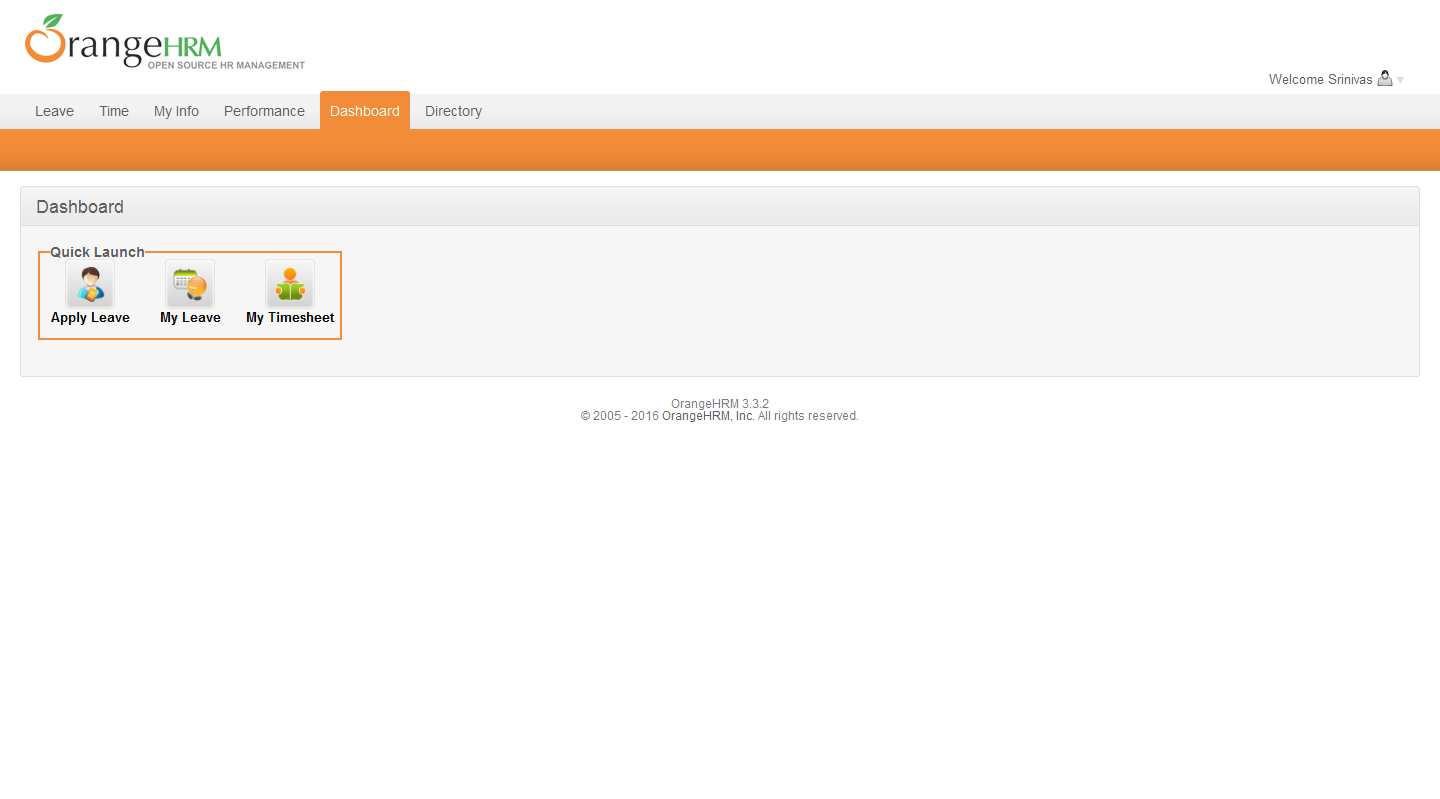 OrangeHRM
OPEN SOURCE HR MANAGEMENT
Welcome Srinivas
Leave Time My Info Performance Dashboard Directory
Dashboard
Quick Launch
Apply Leave My Leave My Timesheet
OrangeHRM 3.3.2
© 2005 - 2016 OrangeHRM, Inc. All rights reserved.